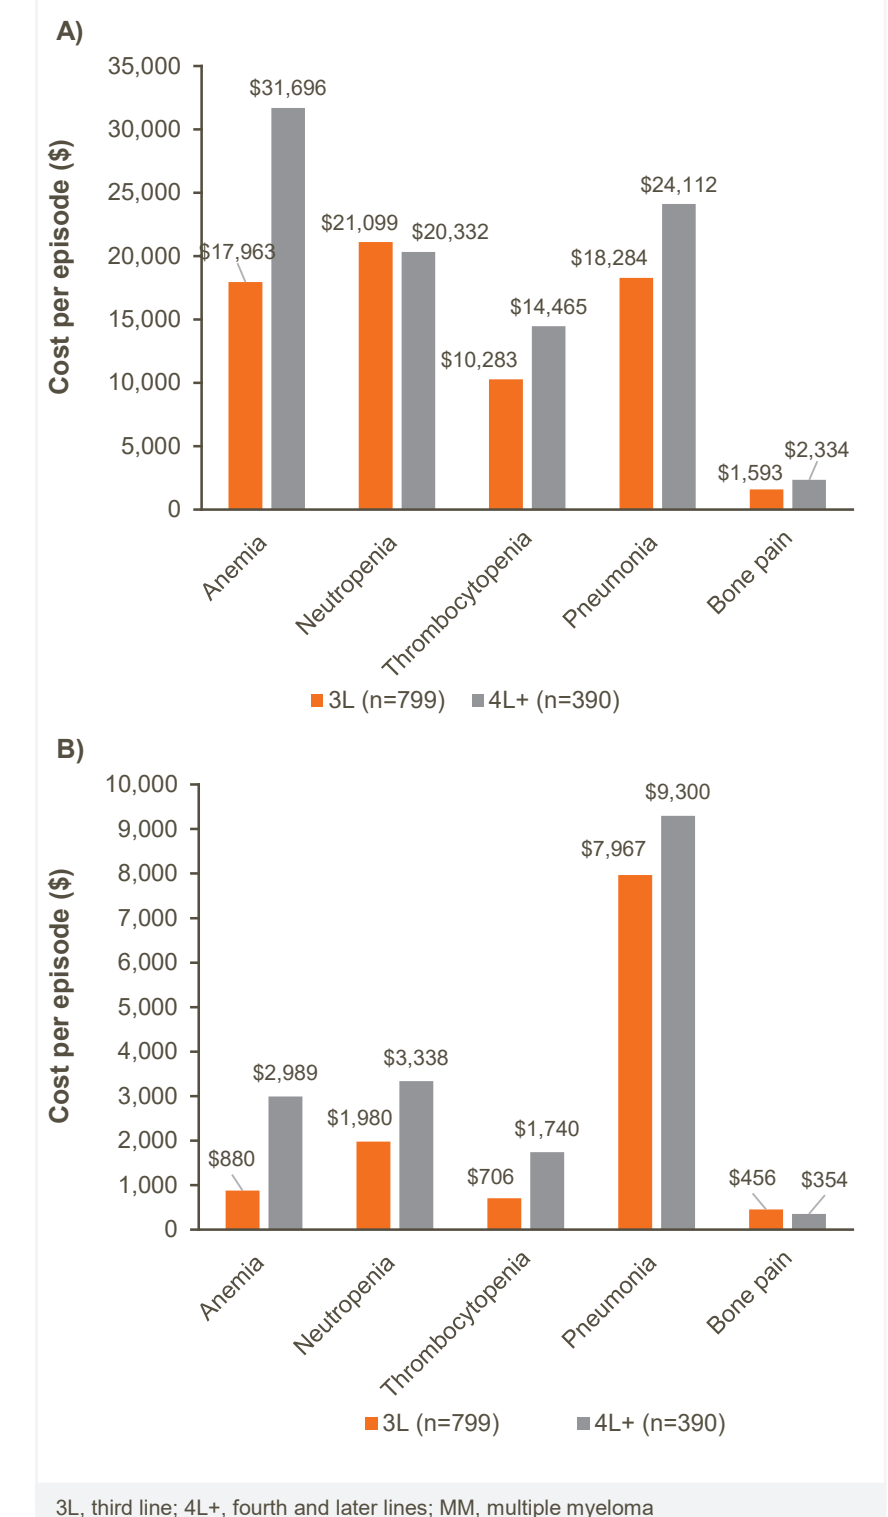 A)
Cost per episode ($)
35,000
30,000
25,000
20,000
15,000
10,000
5,000
0
$17,963
$31,696
$21,099
$20,332
$10,283
$14,465
$18,284
$24,112
$1,593
$2,334
Anemia
Neutropenia
Thrombocytopenia
Pneumonia
Bone pain
3L (n=799)
4L+ (n=390)
B)
Cost per episode ($)
10,000
9,000
8,000
7,000
6,000
5,000
4,000
3,000
2,000
1,000
0
$880
$2,989
$1,980
$3,338
$706
$1,740
$7,967
$9,300
$456
$354
Anemia
Neutropenia
Thrombocytopenia
Pneumonia
Bone pain
3L (n=799)
4L+ (n=390)
3L, third line; 4L+, fourth and later lines; MM, multiple myeloma